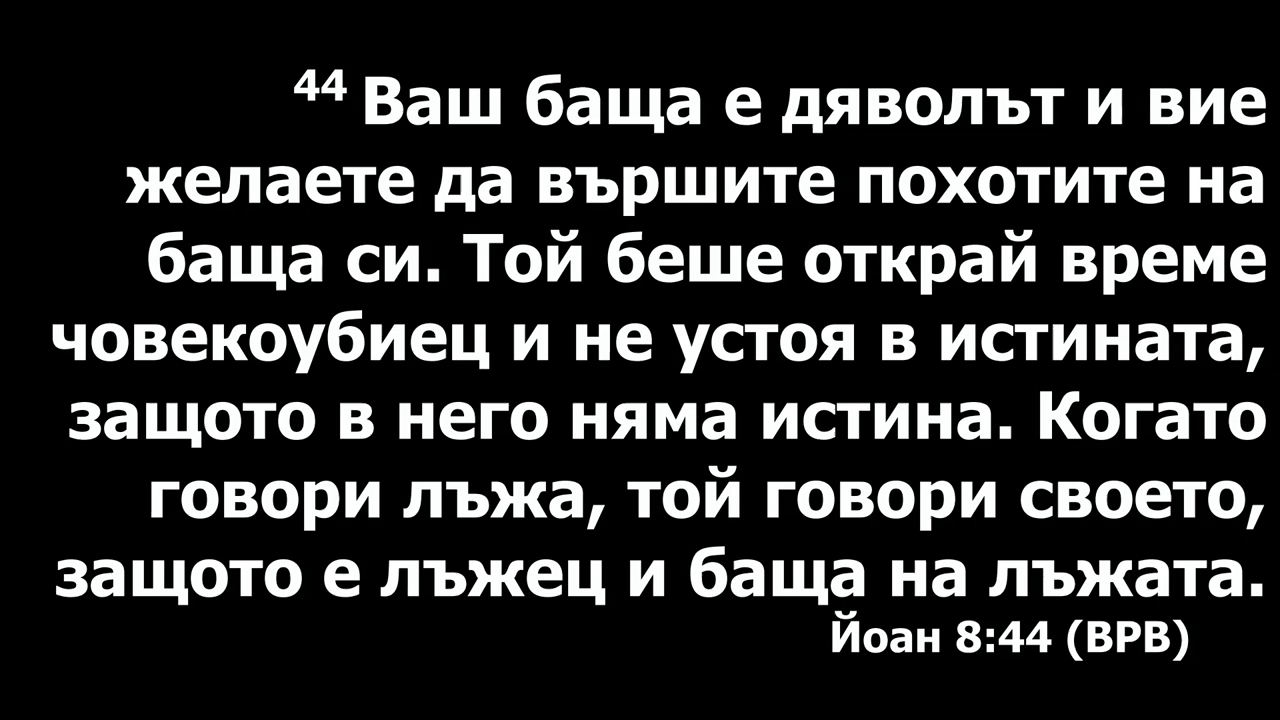 44 Ваш баща е дяволът и вие
желаете да вършите похотите на
баща си. Той беше открай време
човекоубиец и не устоя в истината,
защото в него няма истина. Когато
говори лъжа, той говори своето,
защото е лъжец и баща на лъжата.
Йоан 8:44 (ВРВ)